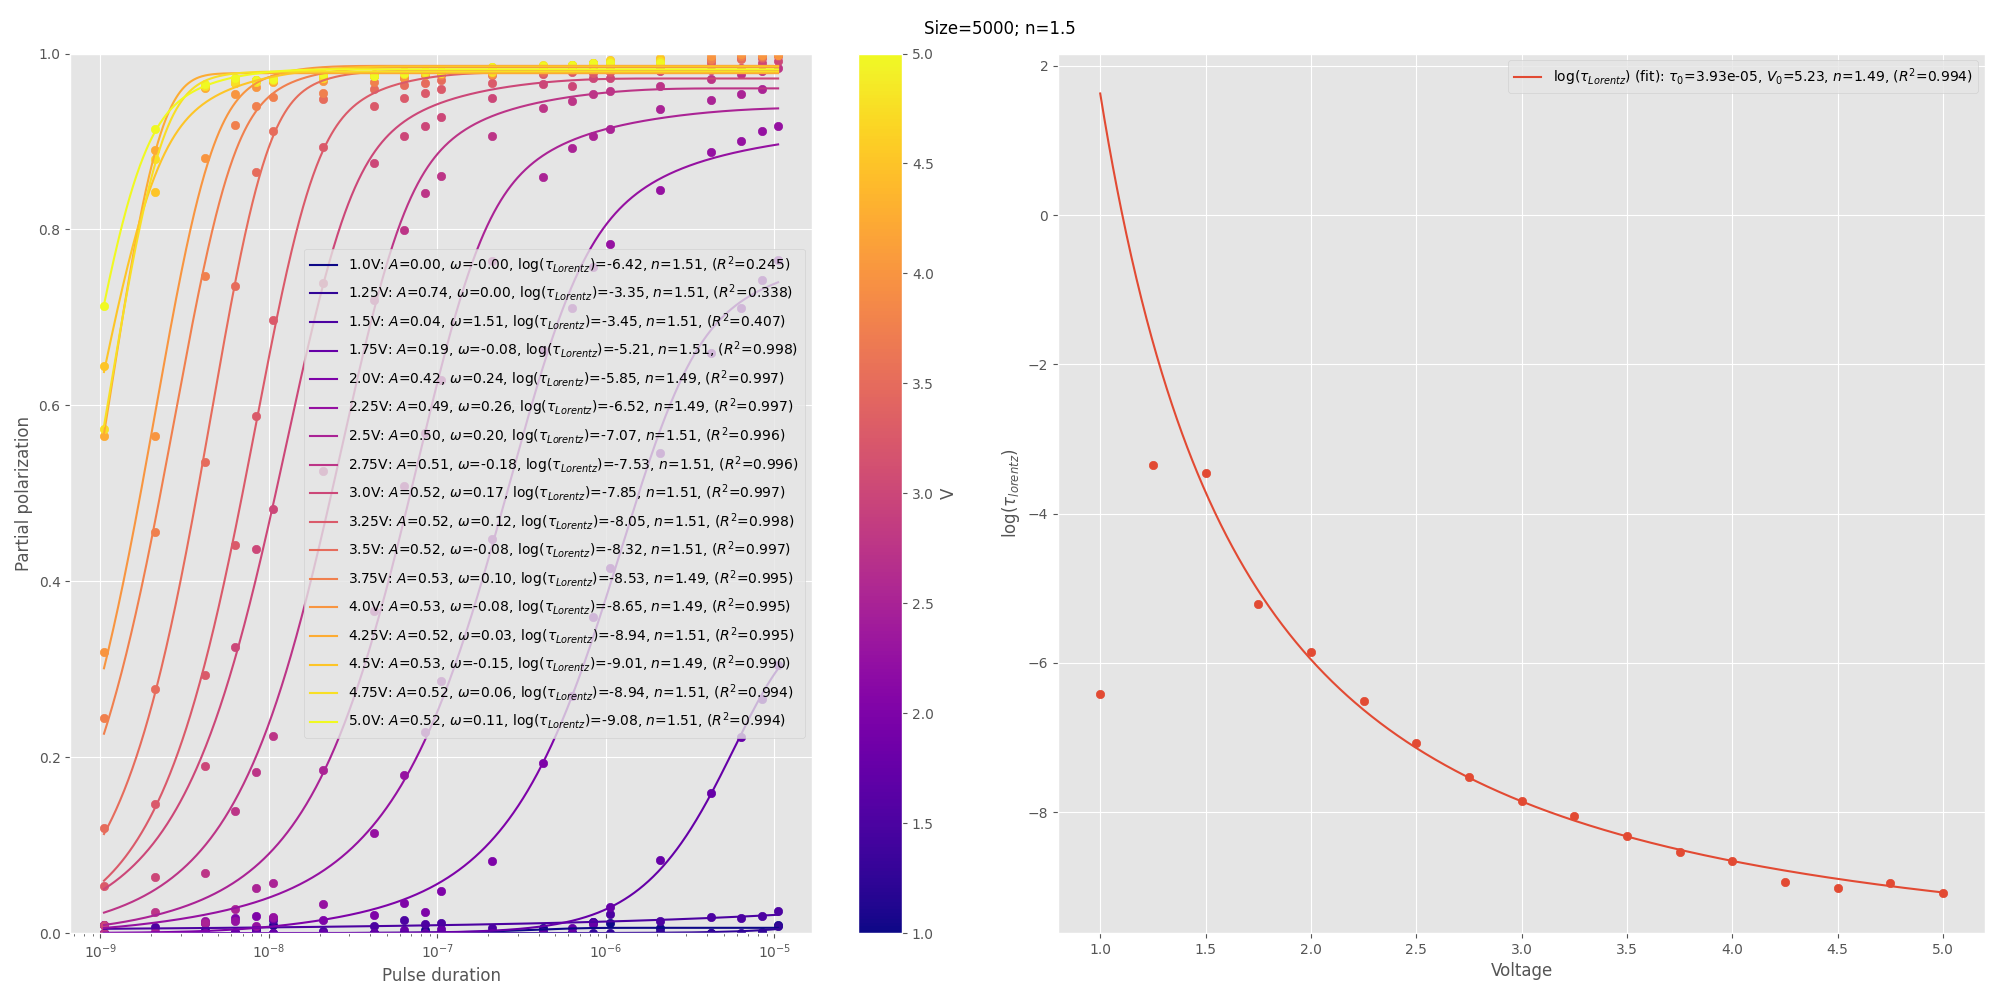 Size=5000; n=1.5
1.0
0.8
0.6
0.4
0.2
0.0
Partial polarization
10⁻⁹ 10⁻⁸ 10⁻⁷ 10⁻⁶ 10⁻⁵
Pulse duration
1.0V: A=0.00, ω=-0.00, log(τ_Lorentz)=-6.42, n=1.51, (R²=0.245)
1.25V: A=0.74, ω=0.00, log(τ_Lorentz)=-3.35, n=1.51, (R²=0.338)
1.5V: A=0.04, ω=1.51, log(τ_Lorentz)=-3.45, n=1.51, (R²=0.407)
1.75V: A=0.19, ω=-0.08, log(τ_Lorentz)=-5.21, n=1.51, (R²=0.998)
2.0V: A=0.42, ω=0.24, log(τ_Lorentz)=-5.85, n=1.49, (R²=0.997)
2.25V: A=0.49, ω=0.26, log(τ_Lorentz)=-6.52, n=1.49, (R²=0.997)
2.5V: A=0.50, ω=0.20, log(τ_Lorentz)=-7.07, n=1.51, (R²=0.996)
2.75V: A=0.51, ω=-0.18, log(τ_Lorentz)=-7.53, n=1.51, (R²=0.996)
3.0V: A=0.52, ω=0.17, log(τ_Lorentz)=-7.85, n=1.51, (R²=0.997)
3.25V: A=0.52, ω=0.12, log(τ_Lorentz)=-8.05, n=1.51, (R²=0.998)
3.5V: A=0.52, ω=-0.08, log(τ_Lorentz)=-8.32, n=1.51, (R²=0.997)
3.75V: A=0.53, ω=0.10, log(τ_Lorentz)=-8.53, n=1.49, (R²=0.995)
4.0V: A=0.53, ω=-0.08, log(τ_Lorentz)=-8.65, n=1.49, (R²=0.995)
4.25V: A=0.52, ω=0.03, log(τ_Lorentz)=-8.94, n=1.51, (R²=0.995)
4.5V: A=0.53, ω=-0.15, log(τ_Lorentz)=-9.01, n=1.49, (R²=0.990)
4.75V: A=0.52, ω=0.06, log(τ_Lorentz)=-8.94, n=1.51, (R²=0.994)
5.0V: A=0.52, ω=0.11, log(τ_Lorentz)=-9.08, n=1.51, (R²=0.994)
5.0
4.5
4.0
3.5
3.0
2.5
2.0
1.5
1.0
V
log(τ_Lorentz) (fit): τ₀=3.93e-05, V₀=5.23, n=1.49, (R²=0.994)
2
0
−2
−4
−6
−8
log(τ_lorentz)
1.0 1.5 2.0 2.5 3.0 3.5 4.0 4.5 5.0
Voltage